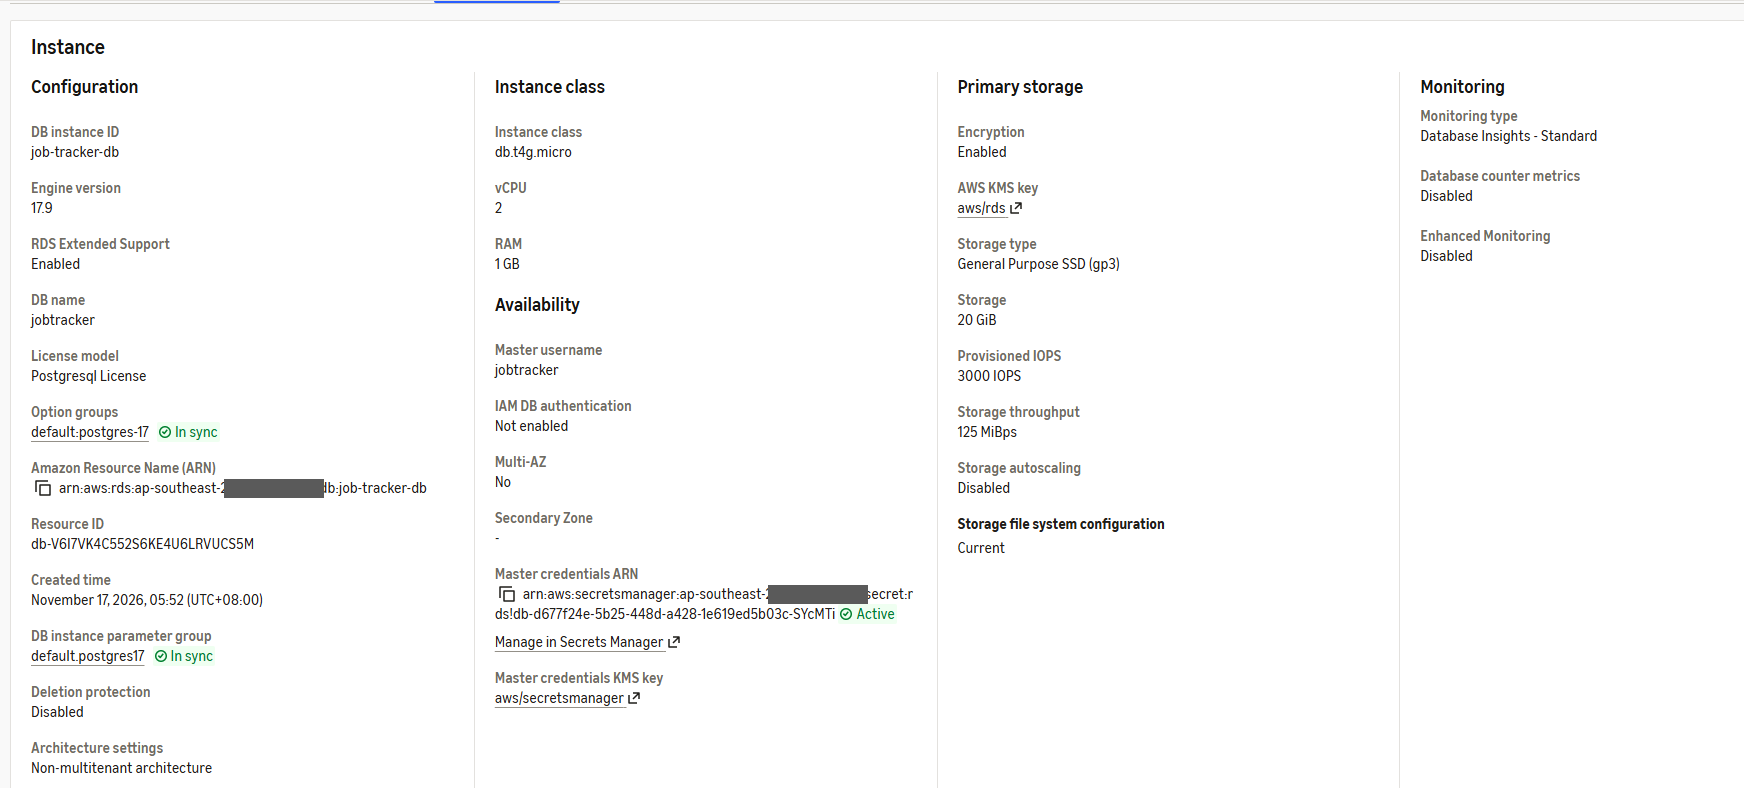 Instance
Configuration
DB instance ID
job-tracker-db
Engine version
17.9
RDS Extended Support
Enabled
DB name
jobtracker
License model
Postgresql License
Option groups
default:postgres-17 In sync
Amazon Resource Name (ARN)
arn:aws:rds:ap-southeast- db:job-tracker-db
Resource ID
db-V6I7VK4C552S6KE4U6LRVUCS5M
Created time
November 17, 2026, 05:52 (UTC+08:00)
DB instance parameter group
default.postgres17 In sync
Deletion protection
Disabled
Architecture settings
Non-multitenant architecture
Instance class
Instance class
db.t4g.micro
vCPU
2
RAM
1 GB
Availability
Master username
jobtracker
IAM DB authentication
Not enabled
Multi-AZ
No
Secondary Zone
-
Master credentials ARN
arn:aws:secretsmanager:ap-southeast- secret:r
ds!db-d677f24e-5b25-448d-a428-1e619ed5b03c-SYcMTi Active
Manage in Secrets Manager
Master credentials KMS key
aws/secretsmanager
Primary storage
Encryption
Enabled
AWS KMS key
aws/rds
Storage type
General Purpose SSD (gp3)
Storage
20 GiB
Provisioned IOPS
3000 IOPS
Storage throughput
125 MiBps
Storage autoscaling
Disabled
Storage file system configuration
Current
Monitoring
Monitoring type
Database Insights - Standard
Database counter metrics
Disabled
Enhanced Monitoring
Disabled